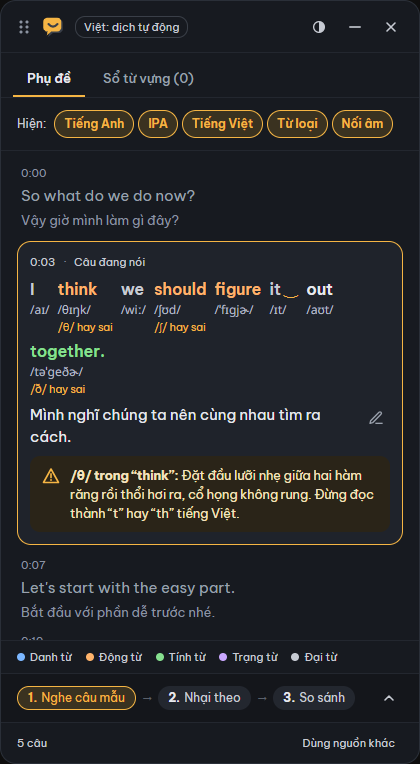 Việt: dịch tự động
Phụ đề Sổ từ vựng (0)
Hiện: Tiếng Anh IPA Tiếng Việt Từ loại Nối âm
0:00
So what do we do now?
Vậy giờ mình làm gì đây?
0:03 · Câu đang nói
I think we should figure it‿ out
/aɪ/ /θɪŋk/ /wiː/ /ʃʊd/ /ˈfɪɡjɚ/ /ɪt/ /aʊt/
/θ/ hay sai /ʃ/ hay sai
together.
/təˈɡeðɚ/
/ð/ hay sai
Mình nghĩ chúng ta nên cùng nhau tìm ra
cách.
/θ/ trong “think”: Đặt đầu lưỡi nhẹ giữa hai hàm
răng rồi thổi hơi ra, cổ họng không rung. Đừng đọc
thành “t” hay “th” tiếng Việt.
0:07
Let's start with the easy part.
Bắt đầu với phần dễ trước nhé.
Danh từ Động từ Tính từ Trạng từ Đại từ
1. Nghe câu mẫu → 2. Nhại theo → 3. So sánh
5 câu Dùng nguồn khác